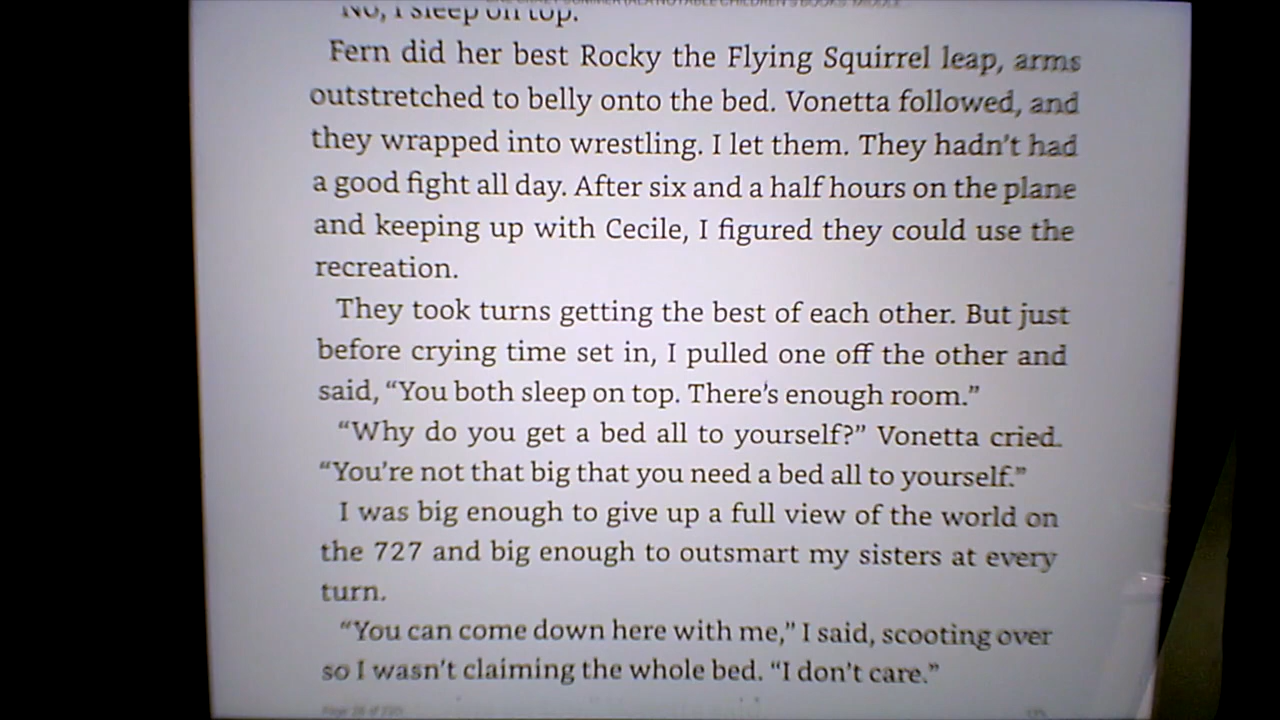 No, I sleep on top.
Fern did her best Rocky the Flying Squirrel leap, arms
outstretched to belly onto the bed. Vonetta followed, and
they wrapped into wrestling. I let them. They hadn't had
a good fight all day. After six and a half hours on the plane
and keeping up with Cecile, I figured they could use the
recreation.
They took turns getting the best of each other. But just
before crying time set in, I pulled one off the other and
said, “You both sleep on top. There's enough room.”
“Why do you get a bed all to yourself?” Vonetta cried.
“You're not that big that you need a bed all to yourself.”
I was big enough to give up a full view of the world on
the 727 and big enough to outsmart my sisters at every
turn.
“You can come down here with me,” I said, scooting over
so I wasn't claiming the whole bed. “I don't care.”